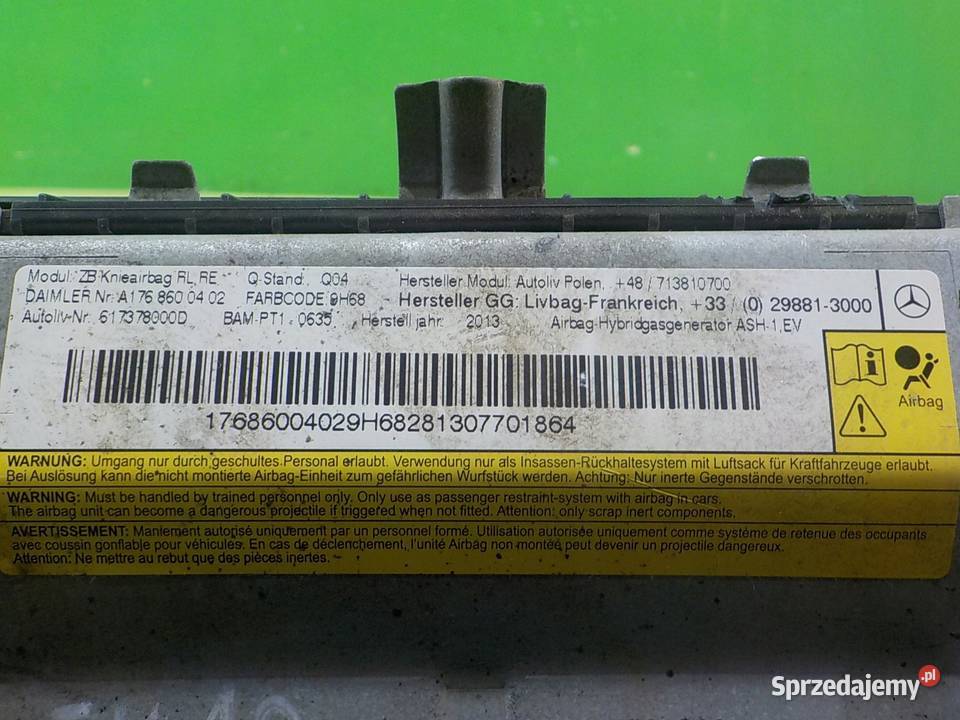 Modul: ZB Knieairbag RL RE Q-Stand: Q04 Hersteller Modul: Autoliv Polen, +48 / 713810700
DAIMLER Nr. A 176 860 04 02 FARBCODE 9H68 Hersteller GG: Livbag-Frankreich, +33 / (0) 29881-3000
Autoliv-Nr. 617378000D BAM-PT1 - 0635 Herstelljahr: 2013 Airbag-Hybridgasgenerator ASH-1,EV
Airbag
17686004029H68281307701864
WARNUNG: Umgang nur durch geschultes Personal erlaubt. Verwendung nur als Insassen-Rückhaltesystem mit Luftsack für Kraftfahrzeuge erlaubt.
Bei Auslösung kann die nicht montierte Airbag-Einheit zum gefährlichen Wurfstück werden. Achtung: Nur inerte Gegenstände verschrotten.
WARNING: Must be handled by trained personnel only. Only use as passenger restraint-system with airbag in cars.
The airbag unit can become a dangerous projectile if triggered when not fitted. Attention: only scrap inert components.
AVERTISSEMENT: Maniement autorisé uniquement par un personnel formé. Utilisation autorisée uniquement comme système de retenue des occupants
avec coussin gonflable pour véhicules. En cas de déclenchement, l'unité Airbag non montée peut devenir un projectile dangereux.
Attention: Ne mettre au rebut que des pièces inertes.
Sprzedajemy.pl